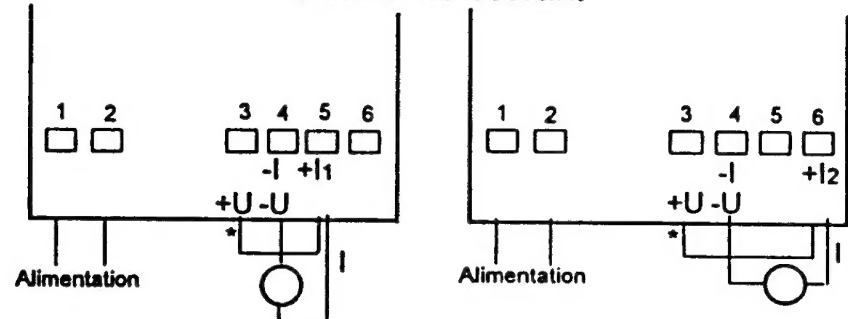 1 2 3 4 5 6
-I +I1
+U -U
*
I
Alimentation
1 2 3 4 5 6
-I +I2
+U -U
*
I
Alimentation